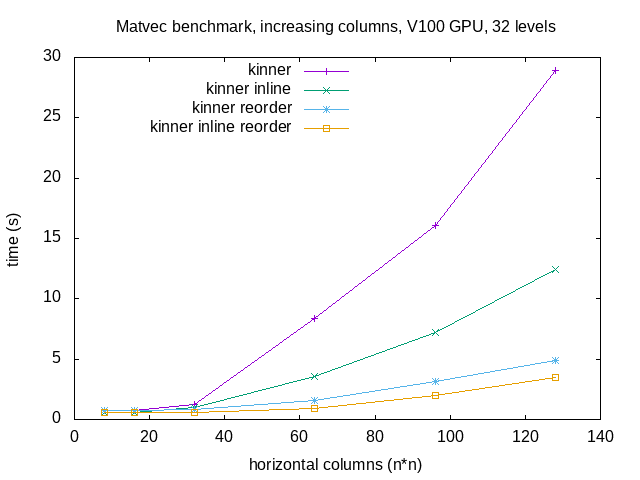 Matvec benchmark, increasing columns, V100 GPU, 32 levels
30
25
20
15
10
5
0
time (s)
kinner
kinner inline
kinner reorder
kinner inline reorder
0 20 40 60 80 100 120 140
horizontal columns (n*n)